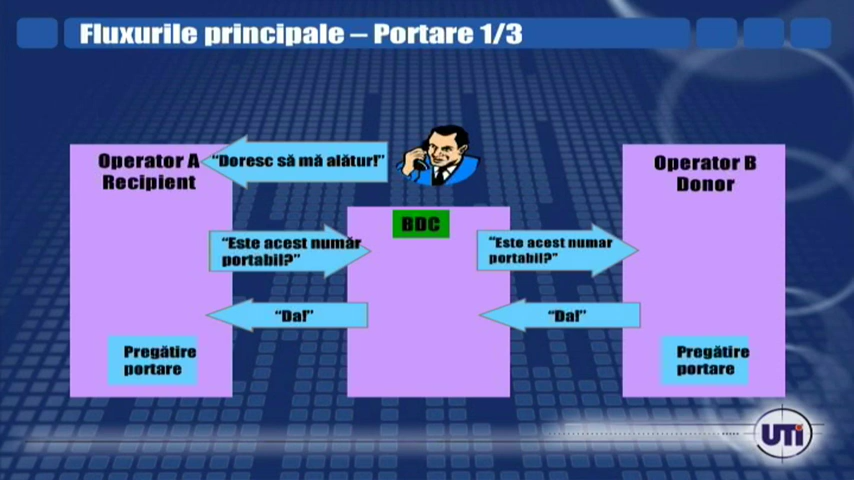 Fluxurile principale – Portare 1/3
Operator A
Recipient
“Doresc să mă alătur!”
Operator B
Donor
BDC
“Este acest număr
portabil?”
“Este acest numar
portabil?”
“Da!”
“Da!”
Pregătire
portare
Pregătire
portare
UTi